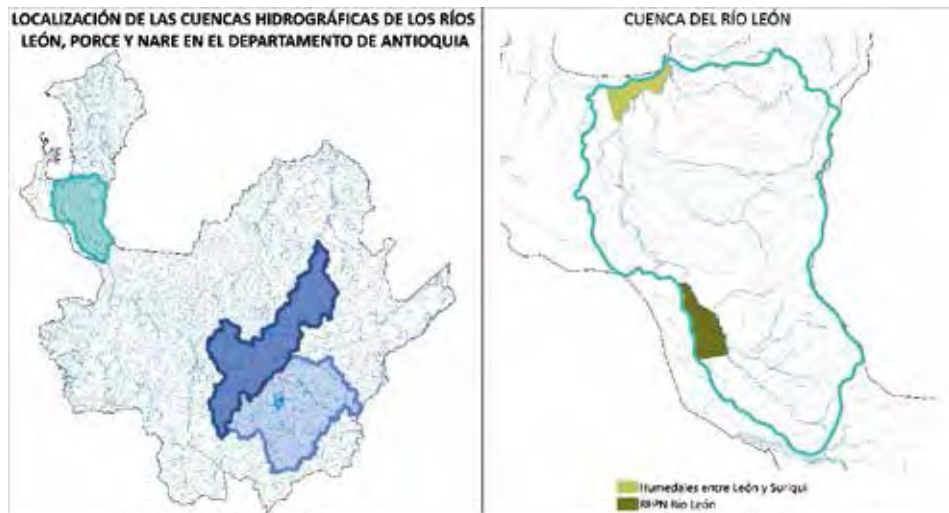 LOCALIZACIÓN DE LAS CUENCAS HIDROGRÁFICAS DE LOS RÍOS
LEÓN, PORCE Y NARE EN EL DEPARTAMENTO DE ANTIOQUIA
CUENCA DEL RÍO LEÓN
Humedales entre León y Suriqui
RFPN Río León